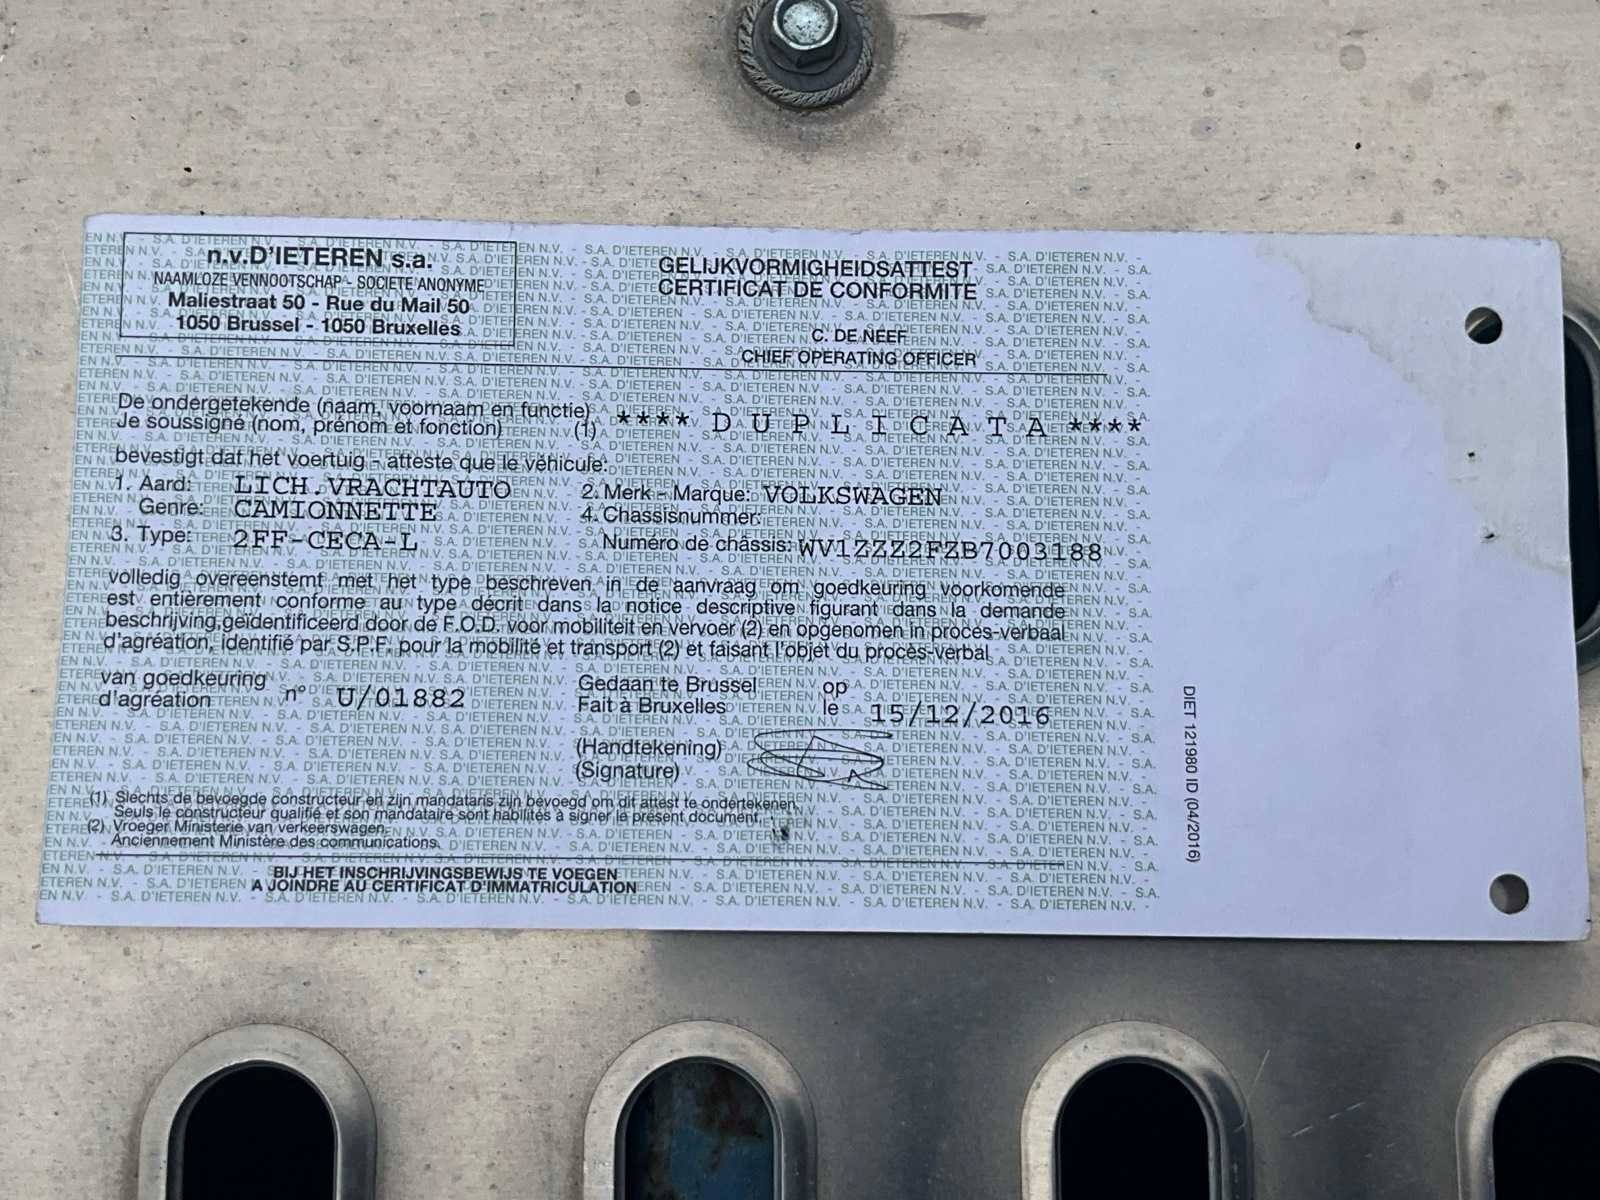 n.v.D'IETEREN s.a.
NAAMLOZE VENNOOTSCHAP - SOCIETE ANONYME
Maliestraat 50 - Rue du Mail 50
1050 Brussel - 1050 Bruxelles
GELIJKVORMIGHEIDSATTEST
CERTIFICAT DE CONFORMITE
C. DE NEEF
CHIEF OPERATING OFFICER
De ondergetekende (naam, voornaam en functie)
Je soussigné (nom, prénom et fonction) (1) **** D U P L I C A T A ****
bevestigt dat het voertuig - atteste que le véhicule:
1. Aard: LICH.VRACHTAUTO 2. Merk - Marque: VOLKSWAGEN
Genre: CAMIONNETTE 4. Chassisnummer:
3. Type: 2FF-CECA-L Numéro de châssis: WV1ZZZ2FZB7003188
volledig overeenstemt met het type beschreven in de aanvraag om goedkeuring voorkomende
est entièrement conforme au type décrit dans la notice descriptive figurant dans la demande
beschrijving,geïdentificeerd door de F.O.D. voor mobiliteit en vervoer (2) en opgenomen in proces-verbaal
d'agréation, identifié par S.P.F. pour la mobilité et transport (2) et faisant l'objet du procès-verbal
van goedkeuring Gedaan te Brussel op
d'agréation n° U/01882 Fait à Bruxelles le 15/12/2016
(Handtekening)
(Signature)
(1) Slechts de bevoegde constructeur en zijn mandataris zijn bevoegd om dit attest te ondertekenen.
Seuls le constructeur qualifié et son mandataire sont habilités à signer le présent document.
(2) Vroeger Ministerie van verkeerswagen.
Anciennement Ministère des communications.
BIJ HET INSCHRIJVINGSBEWIJS TE VOEGEN
A JOINDRE AU CERTIFICAT D'IMMATRICULATION
DIET 121980 ID (04/2016)